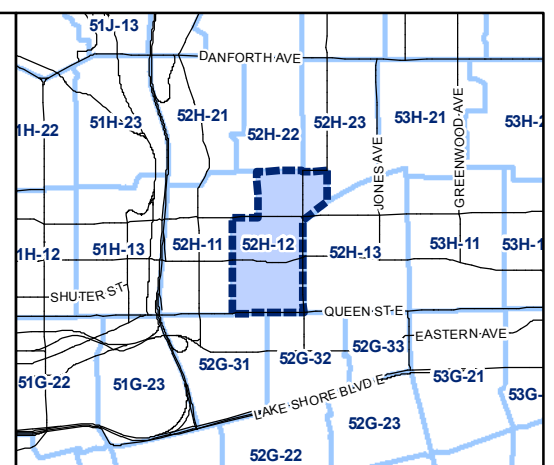 51J-13
DANFORTH AVE
1H-22
51H-23
52H-21
52H-22
52H-23
JONES AVE
53H-21
GREENWOOD AVE
53H-2
1H-12
51H-13
52H-11
52H-12
52H-13
53H-11
53H-1
SHUTER ST
QUEEN ST E
EASTERN AVE
51G-22
51G-23
52G-31
52G-32
52G-33
53G-21
53G-
LAKE SHORE BLVD E
52G-23
52G-22